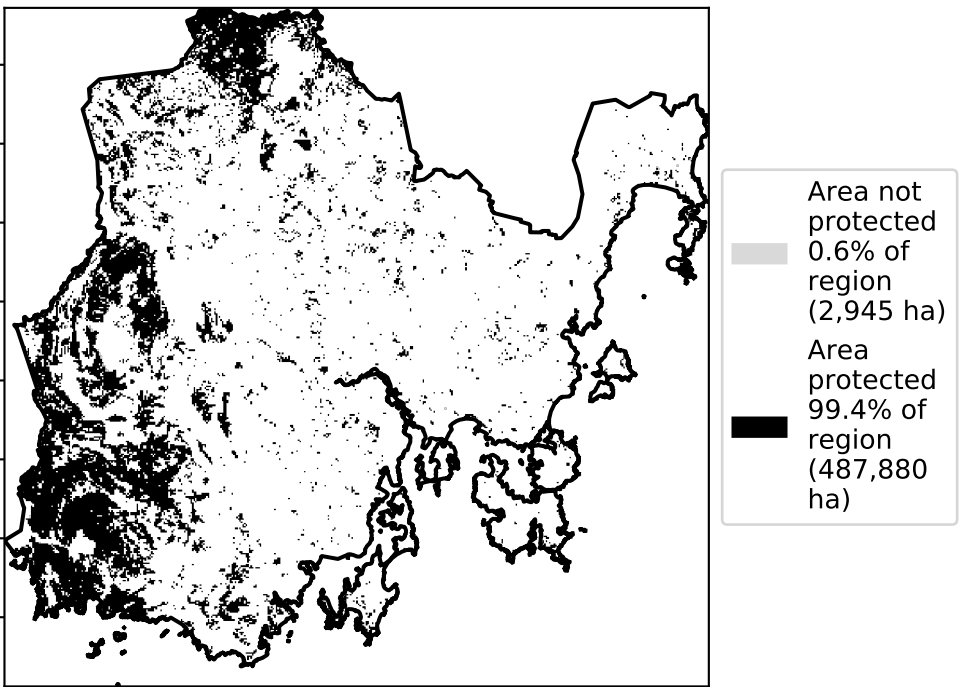 Area not
protected
0.6% of
region
(2,945 ha)
Area
protected
99.4% of
region
(487,880
ha)